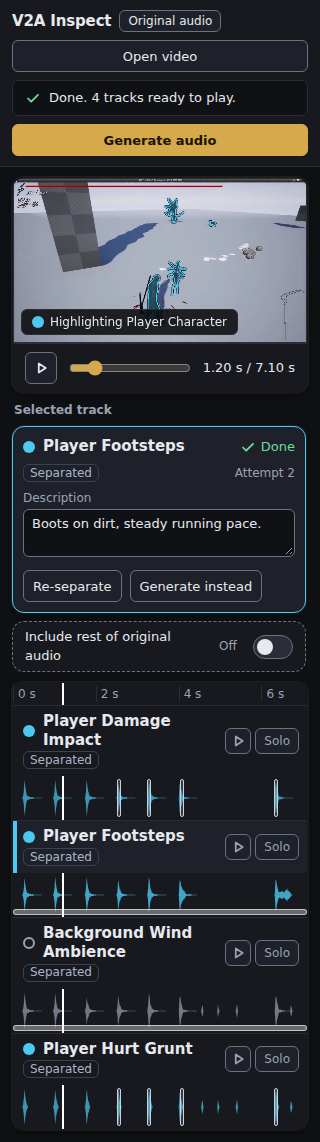 V2A Inspect
Original audio
Open video
Done. 4 tracks ready to play.
Generate audio
Highlighting Player Character
1.20 s / 7.10 s
Selected track
Player Footsteps
Done
Separated
Attempt 2
Description
Boots on dirt, steady running pace.
Re-separate
Generate instead
Include rest of original
audio
Off
0 s
2 s
4 s
6 s
Player Damage
Impact
Solo
Separated
Player Footsteps
Solo
Separated
Background Wind
Ambience
Solo
Separated
Player Hurt Grunt
Solo
Separated